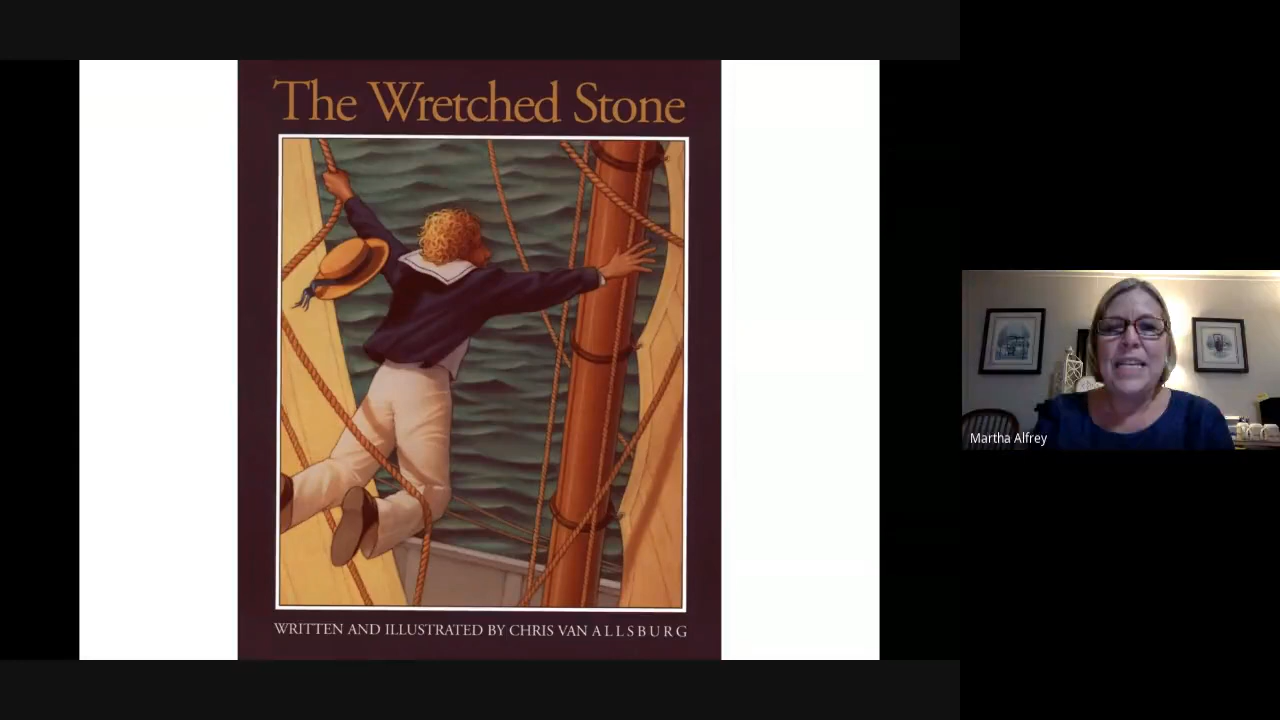 The Wretched Stone
WRITTEN AND ILLUSTRATED BY CHRIS VAN ALLSBURG
Martha Alfrey